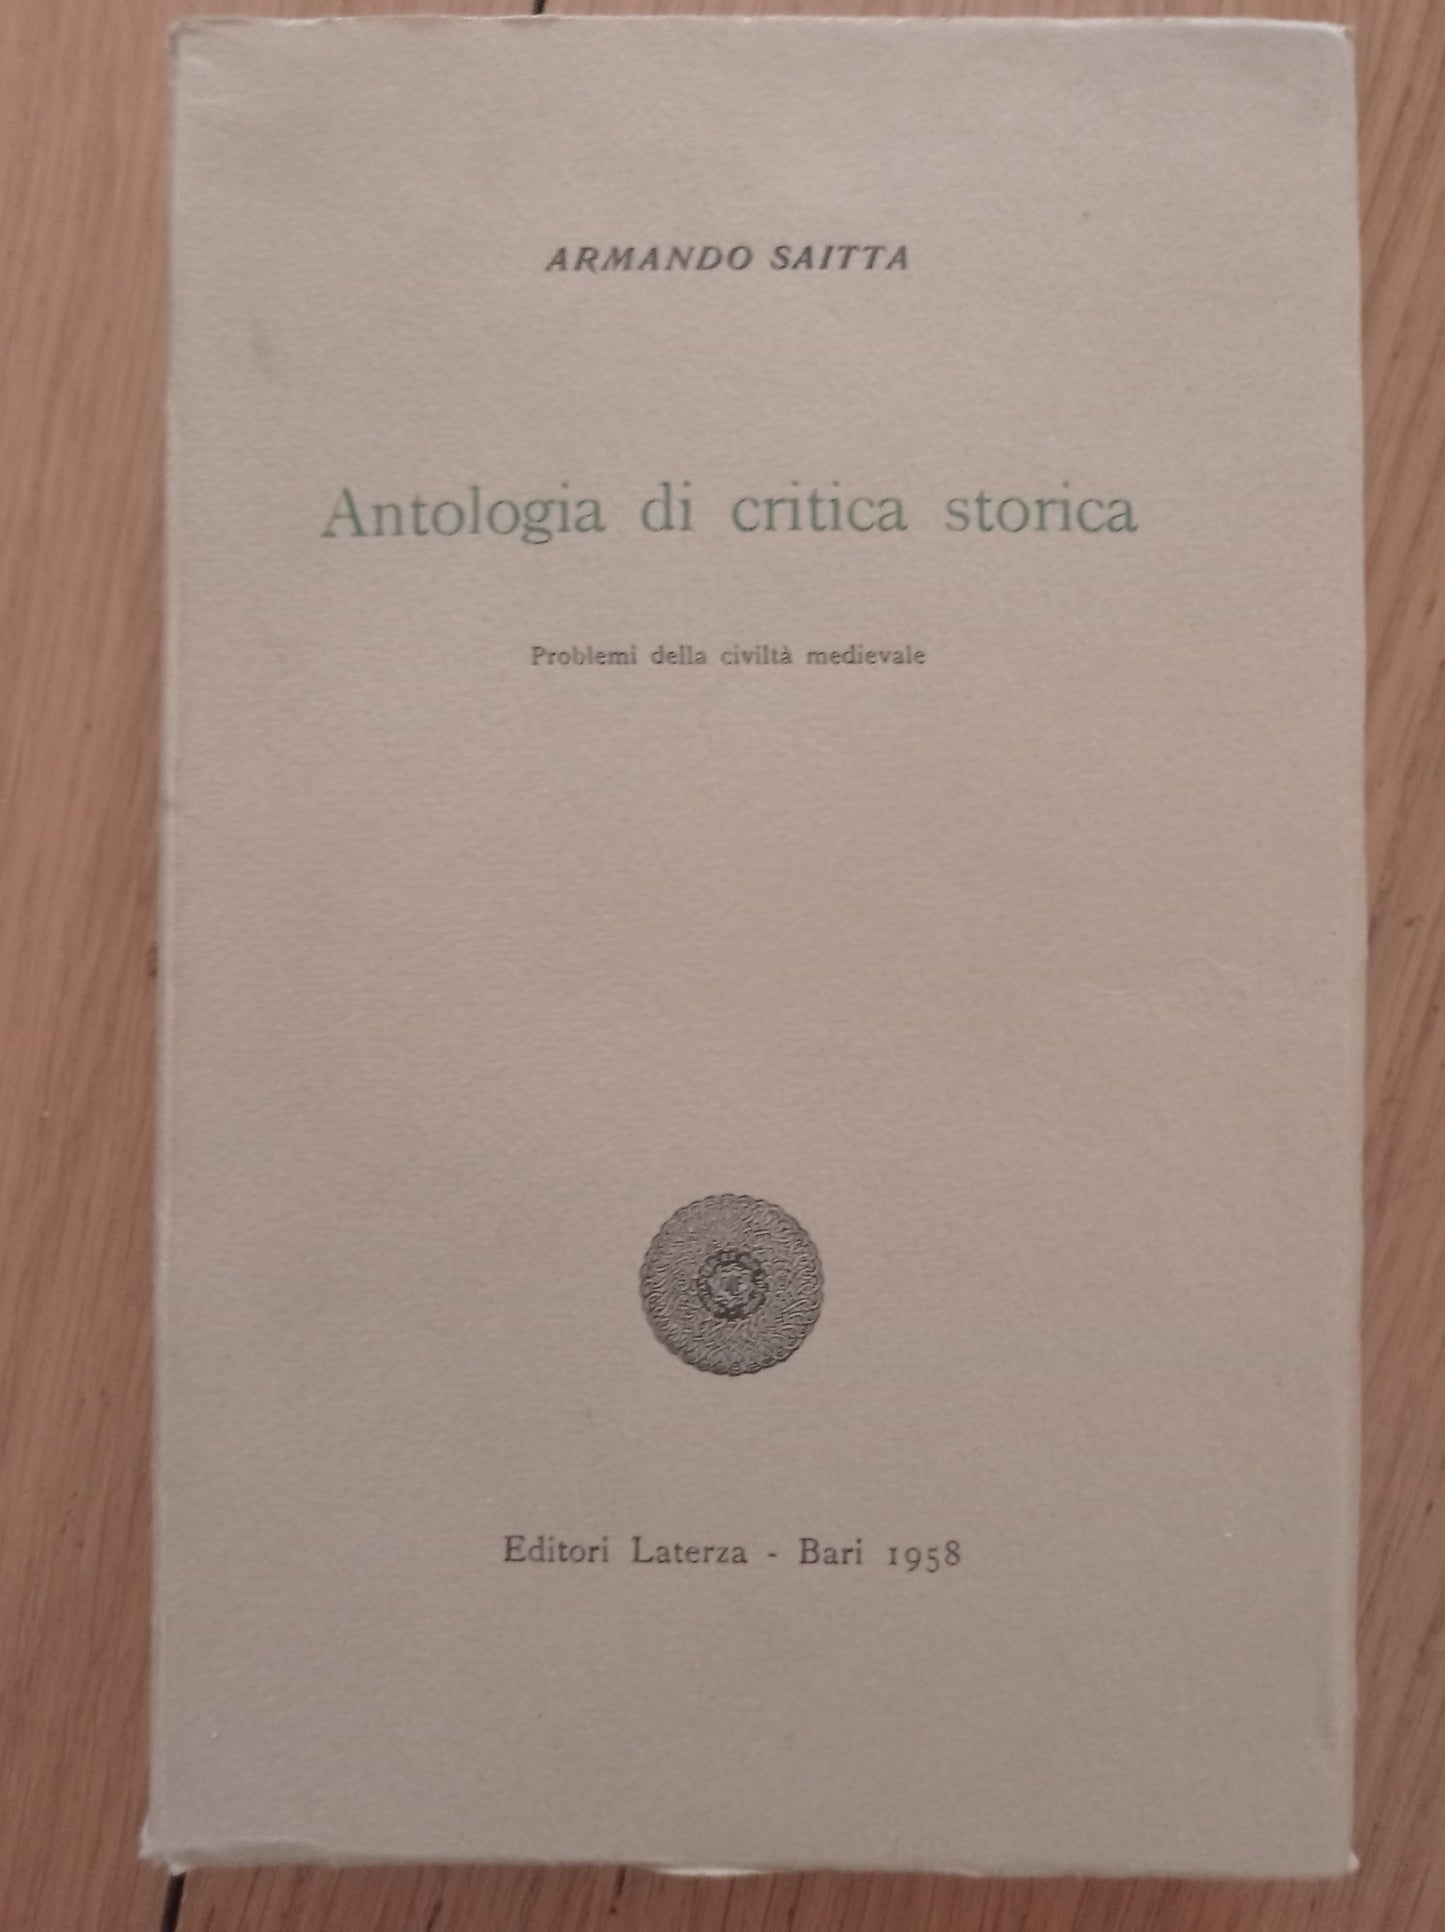 ARMANDO SAITTA
Antologia di critica storica
Problemi della civiltà medievale
Editori Laterza - Bari 1958